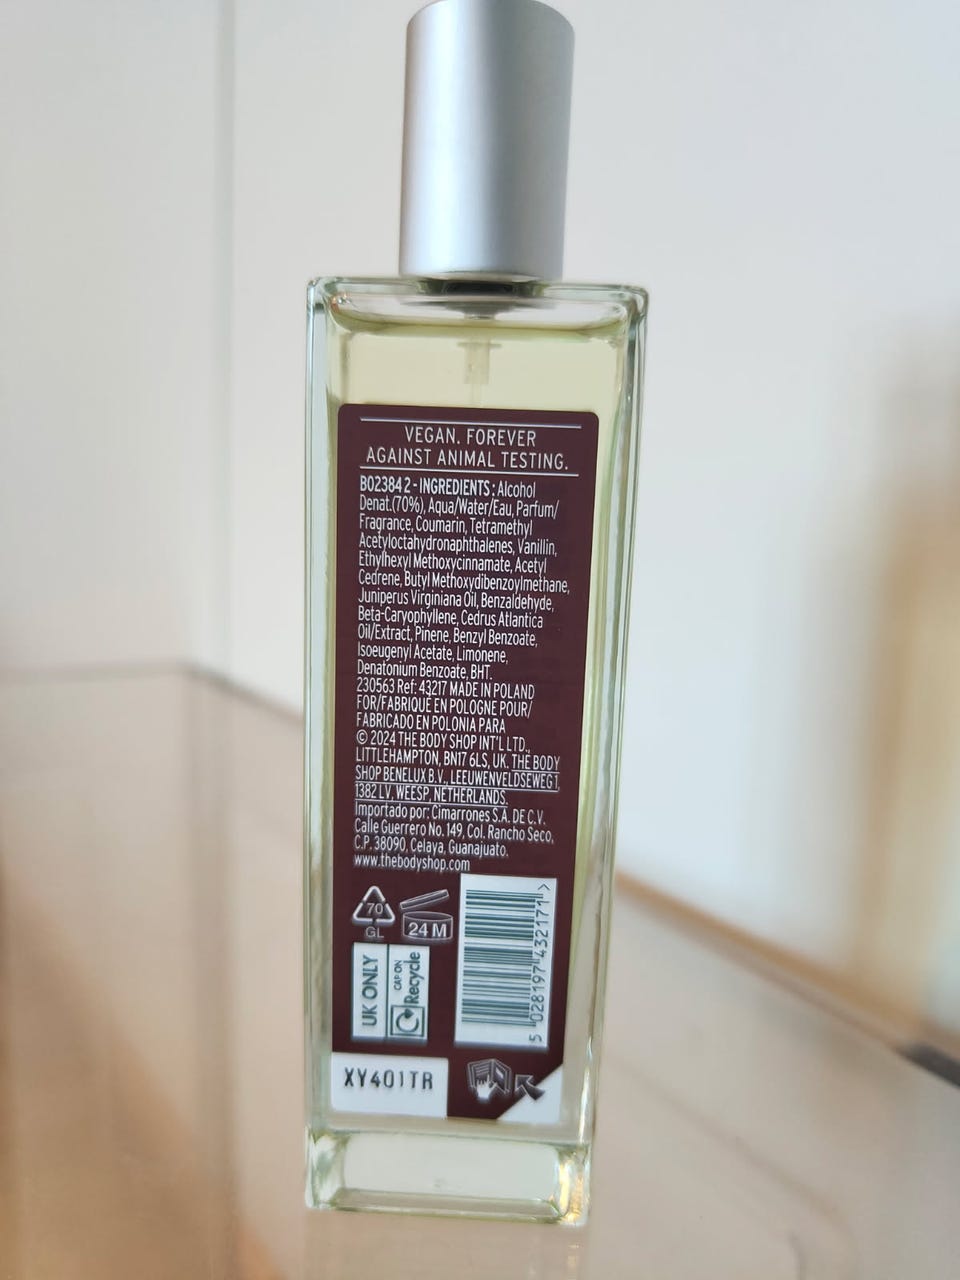 VEGAN. FOREVER
AGAINST ANIMAL TESTING.
B023842 - INGREDIENTS : Alcohol
Denat.(70%), Aqua/Water/Eau, Parfum/
Fragrance, Coumarin, Tetramethyl
Acetyloctahydronaphthalenes, Vanillin,
Ethylhexyl Methoxycinnamate, Acetyl
Cedrene, Butyl Methoxydibenzoylmethane,
Juniperus Virginiana Oil, Benzaldehyde,
Beta-Caryophyllene, Cedrus Atlantica
Oil/Extract, Pinene, Benzyl Benzoate,
Isoeugenyl Acetate, Limonene,
Denatonium Benzoate, BHT.
230563 Ref: 43217 MADE IN POLAND
FOR/FABRIQUÉ EN POLOGNE POUR/
FABRICADO EN POLONIA PARA
© 2024 THE BODY SHOP INT'L LTD.,
LITTLEHAMPTON, BN17 6LS, UK. THE BODY
SHOP BENELUX B.V., LEEUWENVELDSEWEG 1,
1382 LV, WEESP, NETHERLANDS.
Importado por: Cimarrones S.A. DE C.V.
Calle Guerrero No. 149, Col. Rancho Seco,
C.P. 38090, Celaya, Guanajuato.
www.thebodyshop.com
70
GL
24 M
UK ONLY
CAP ON
Recycle
5 028197 432171 >
XY401TR